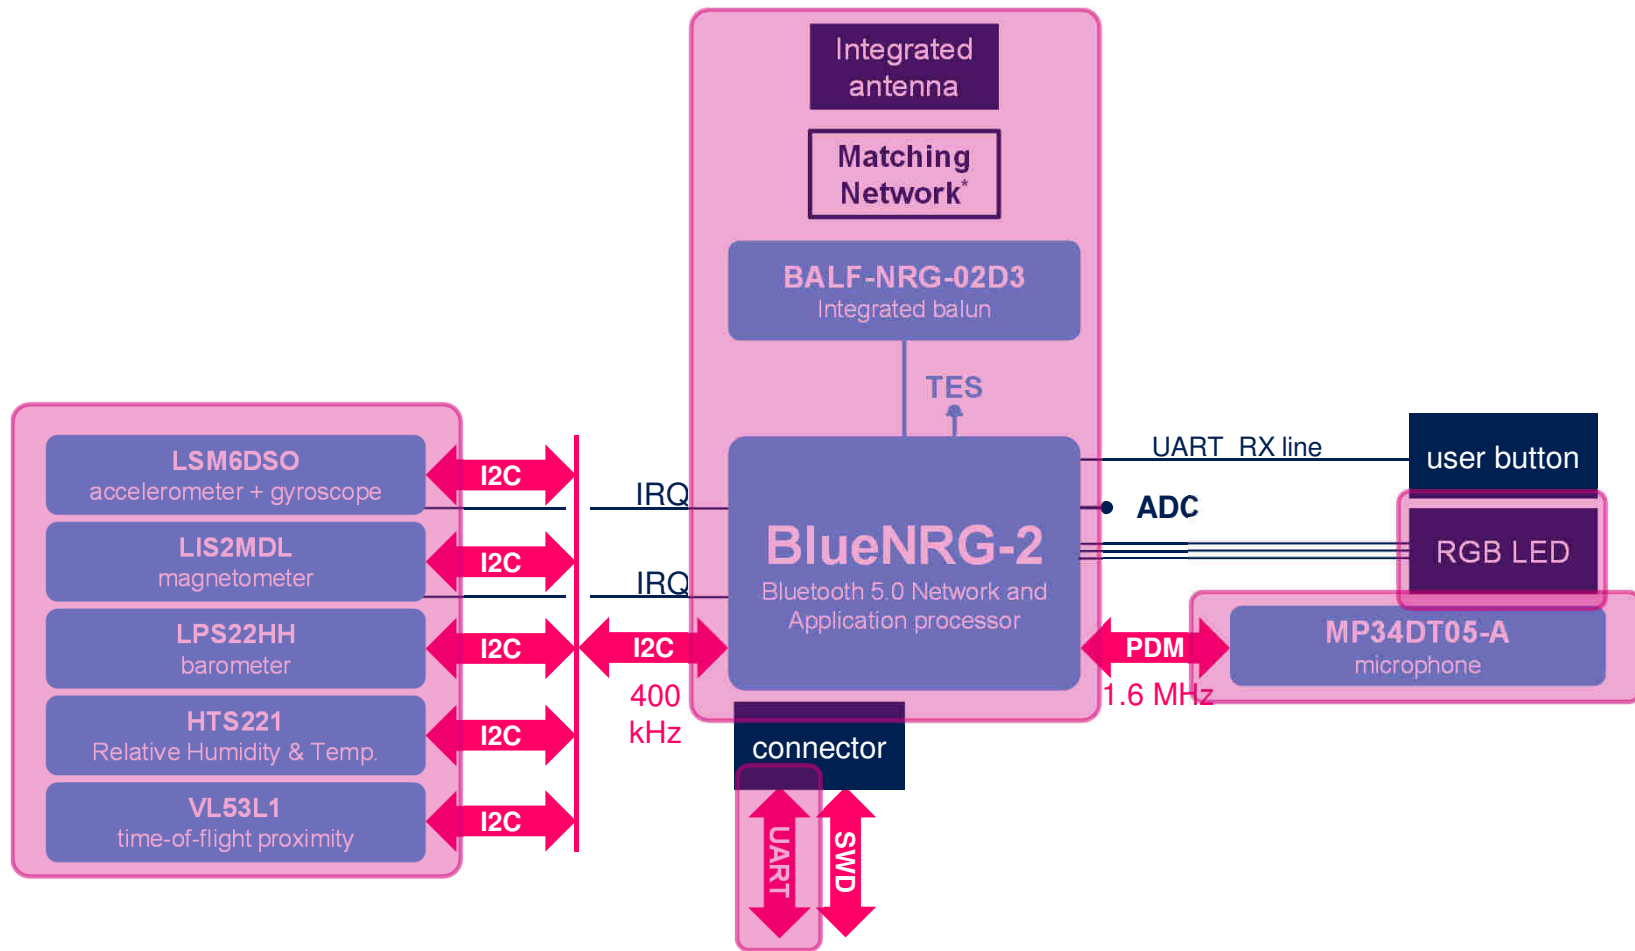 Integrated
antenna
Matching
Network*
BALF-NRG-02D3
Integrated balun
TES
LSM6DSO
accelerometer + gyroscope
I2C
IRQ
LIS2MDL
magnetometer
I2C
IRQ
LPS22HH
barometer
I2C
I2C
400
kHz
HTS221
Relative Humidity & Temp.
I2C
VL53L1
time-of-flight proximity
I2C
BlueNRG-2
Bluetooth 5.0 Network and
Application processor
UART RX line
user button
ADC
RGB LED
PDM
1.6 MHz
MP34DT05-A
microphone
connector
UART
SWD